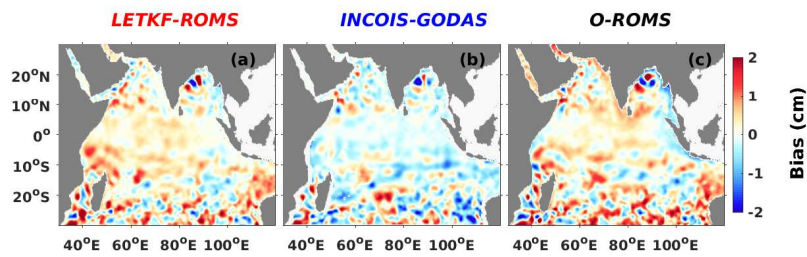 LETKF-ROMS INCOIS-GODAS O-ROMS
(a) (b) (c)
20°N
10°N
0°
10°S
20°S
40°E 60°E 80°E 100°E 40°E 60°E 80°E 100°E 40°E 60°E 80°E 100°E
2
1
0
-1
-2
Bias (cm)